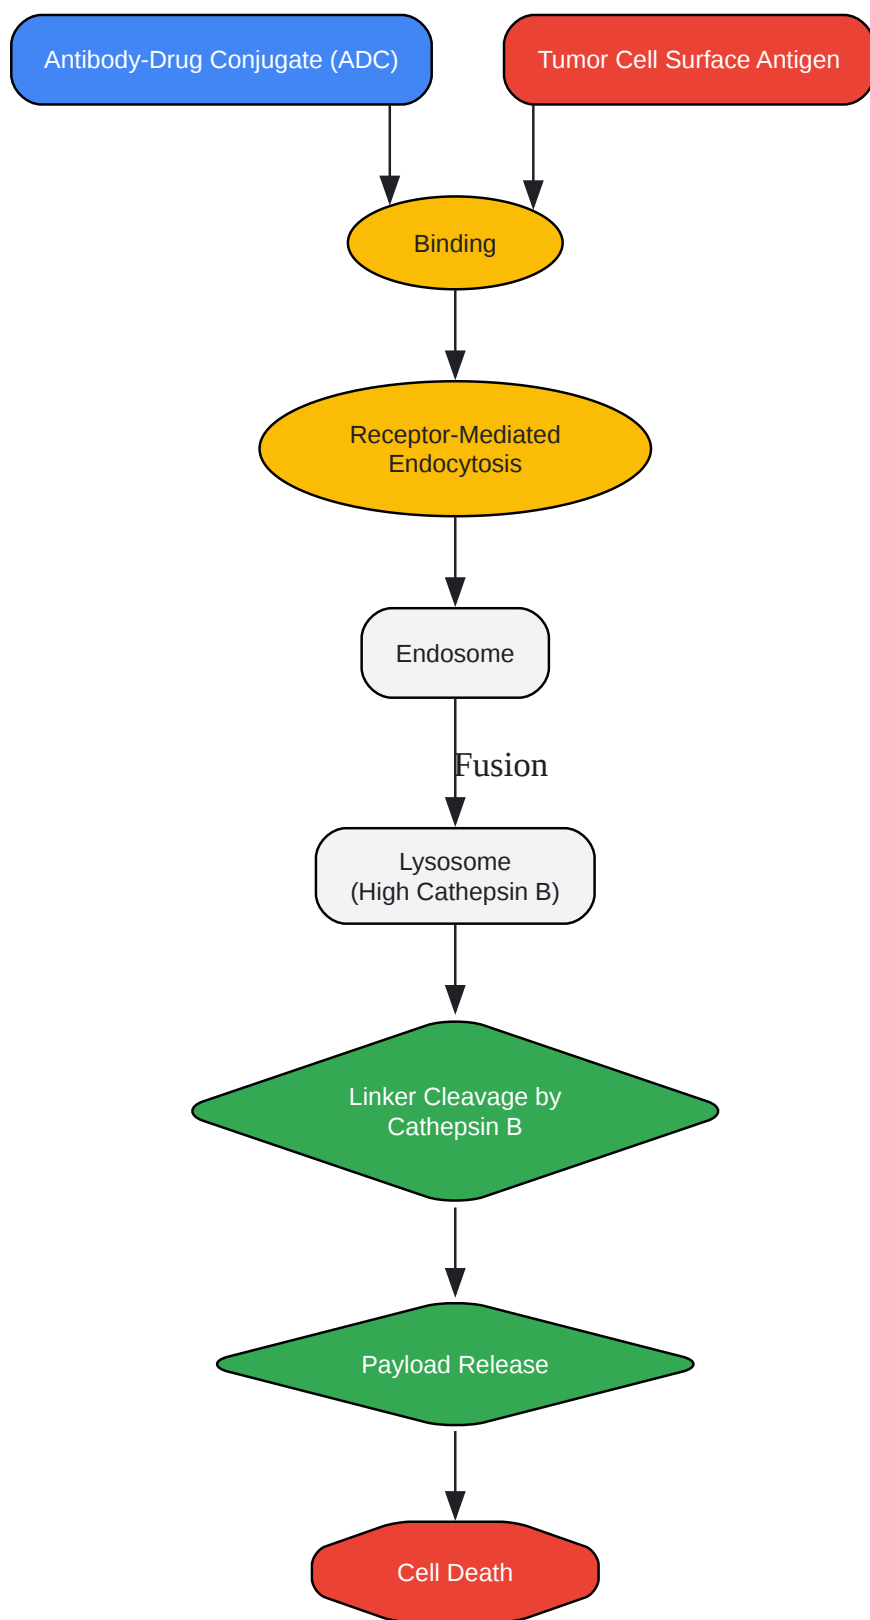 Antibody-Drug Conjugate (ADC)
Tumor Cell Surface Antigen
Binding
Receptor-Mediated
Endocytosis
Endosome
Fusion
Lysosome
(High Cathepsin B)
Linker Cleavage by
Cathepsin B
Payload Release
Cell Death